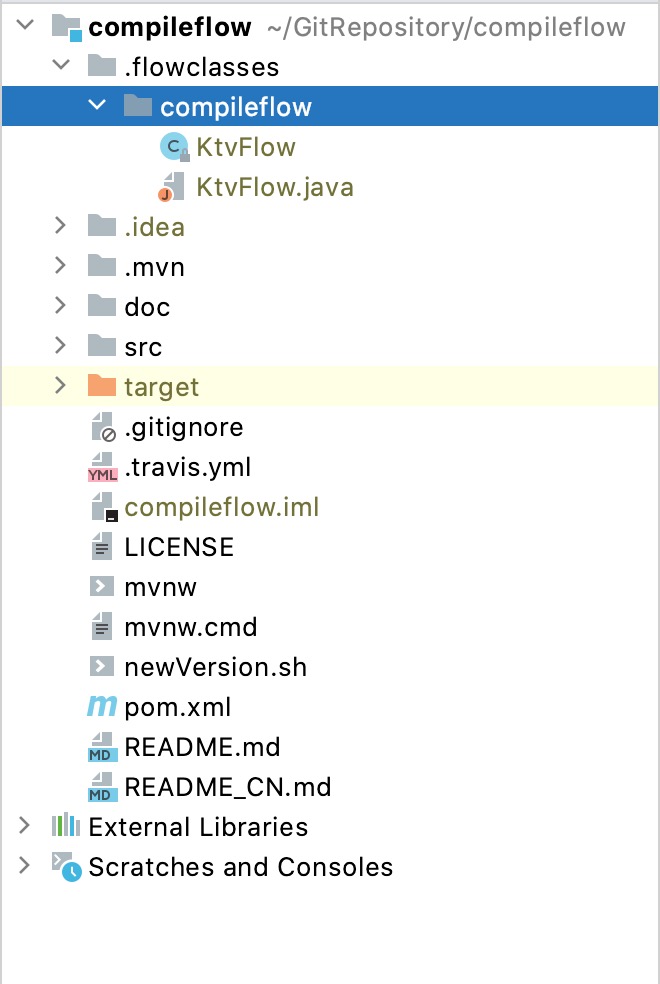 compileflow ~/GitRepository/compileflow
.flowclasses
compileflow
C KtvFlow
J KtvFlow.java
.idea
.mvn
doc
src
target
.gitignore
YML .travis.yml
compileflow.iml
LICENSE
mvnw
mvnw.cmd
newVersion.sh
m pom.xml
MD README.md
MD README_CN.md
External Libraries
Scratches and Consoles